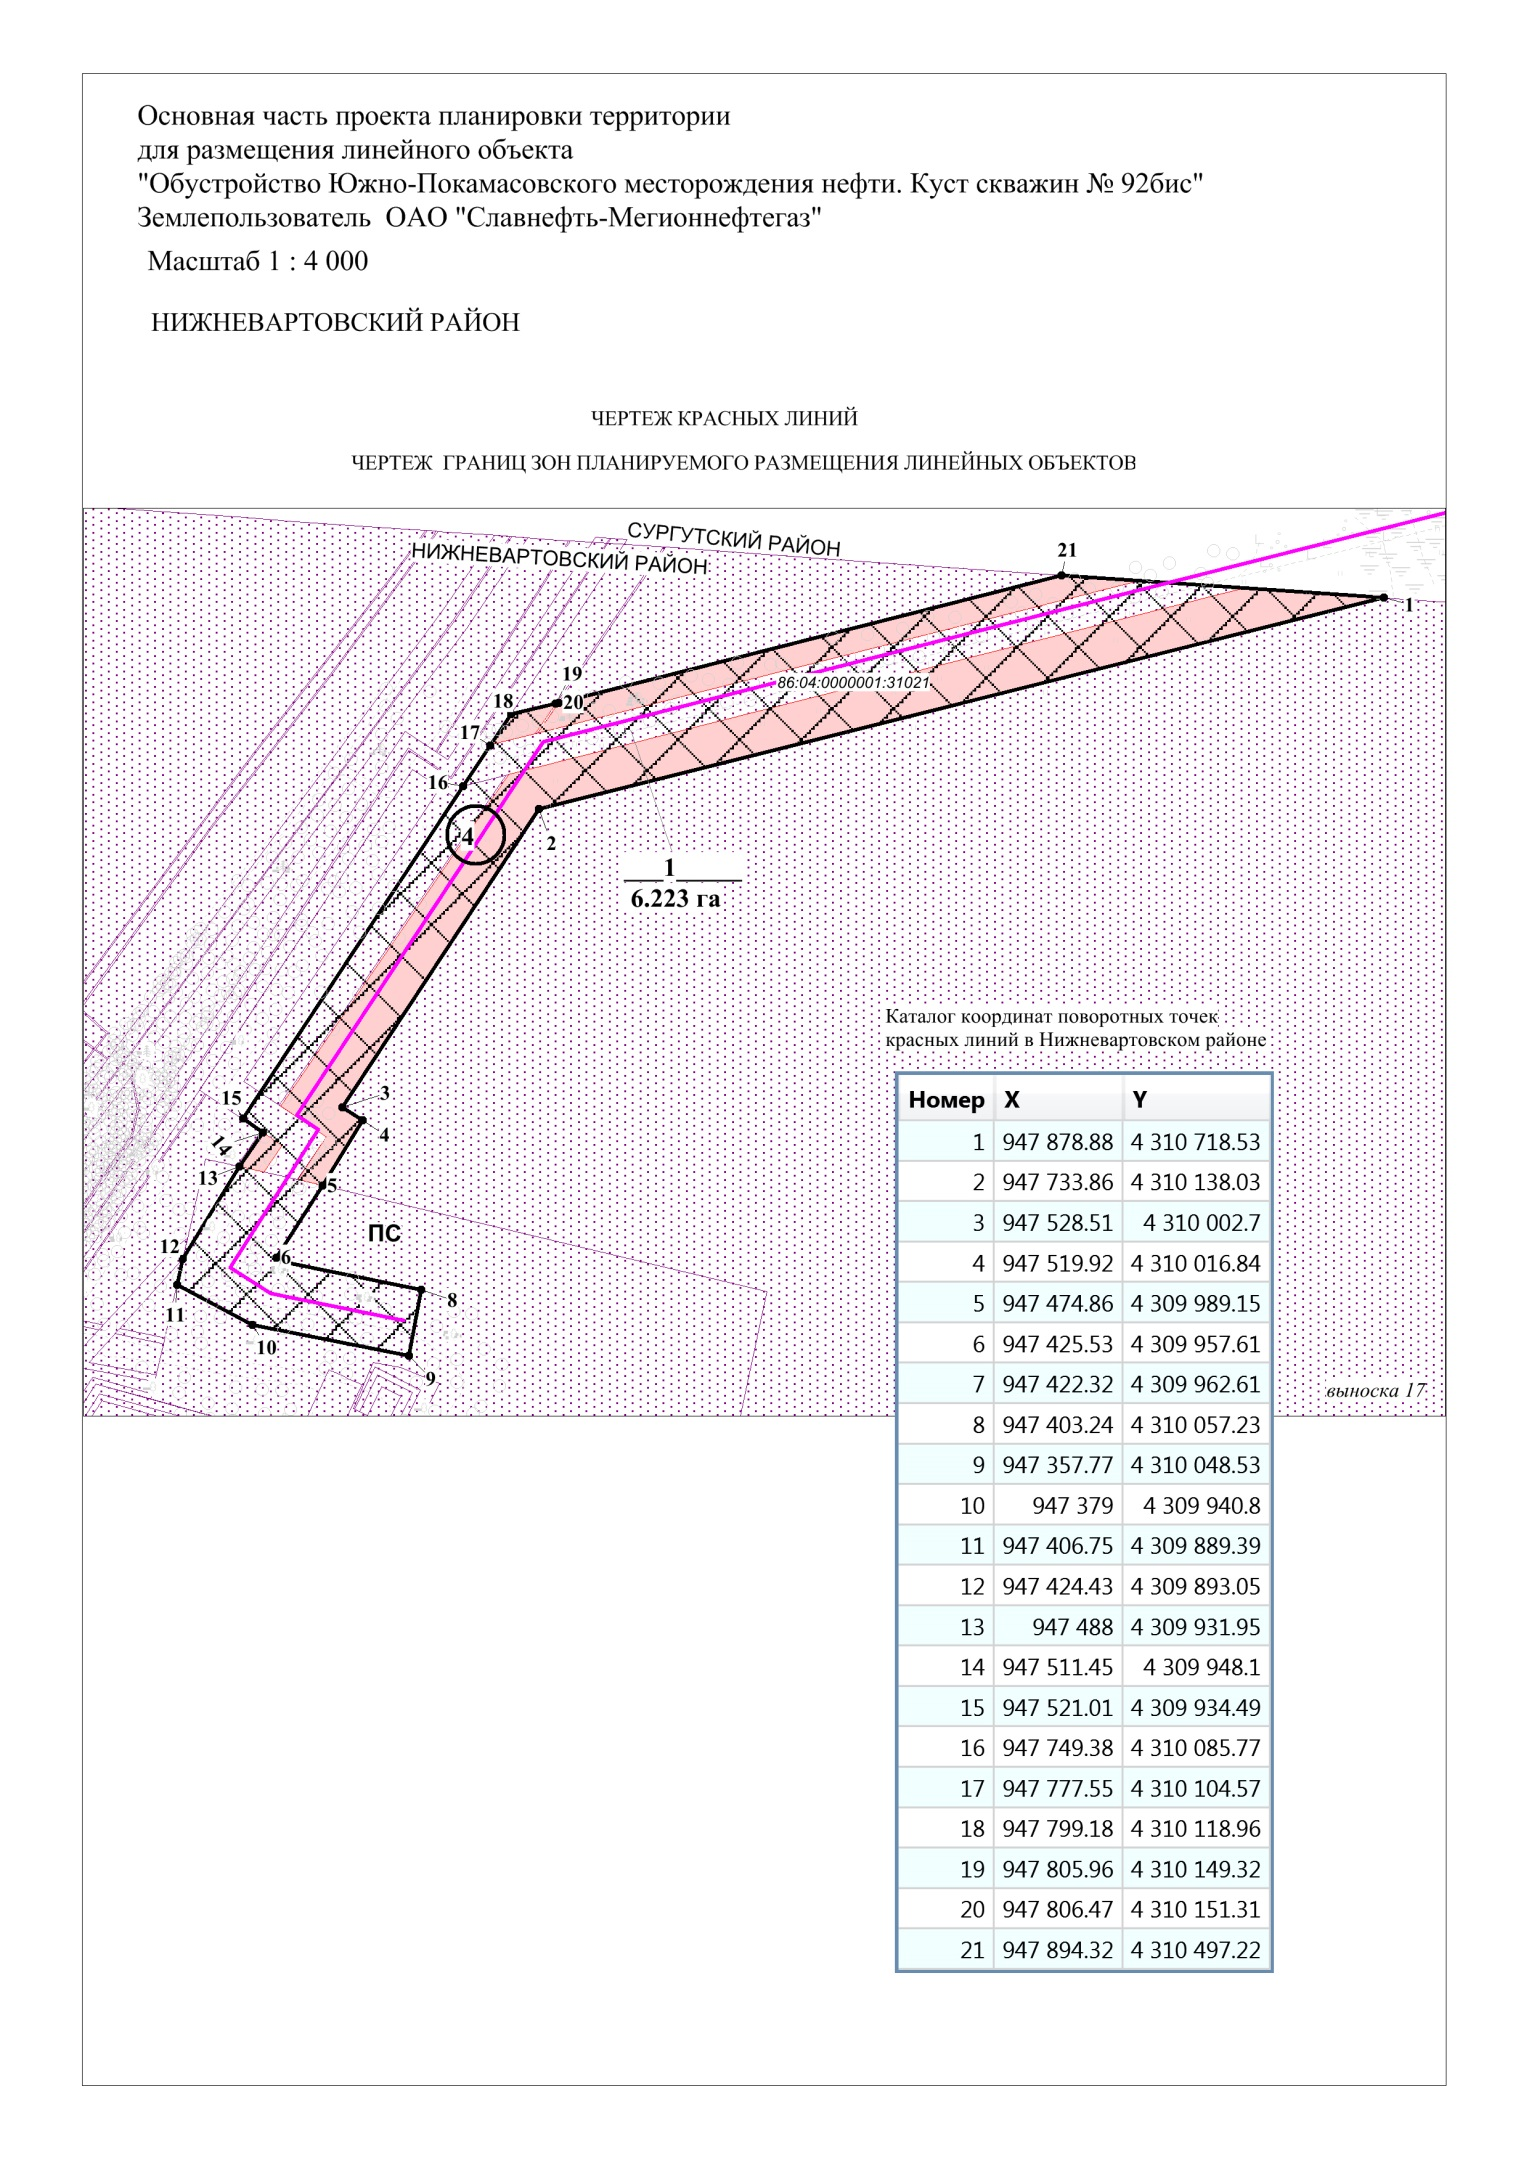 Основная часть проекта планировки территории
для размещения линейного объекта
"Обустройство Южно-Покамасовского месторождения нефти. Куст скважин № 92бис"
Землепользователь ОАО "Славнефть-Мегионнефтегаз"
Масштаб 1 : 4 000
НИЖНЕВАРТОВСКИЙ РАЙОН
ЧЕРТЕЖ КРАСНЫХ ЛИНИЙ
ЧЕРТЕЖ ГРАНИЦ ЗОН ПЛАНИРУЕМОГО РАЗМЕЩЕНИЯ ЛИНЕЙНЫХ ОБЪЕКТОВ
СУРГУТСКИЙ РАЙОН
НИЖНЕВАРТОВСКИЙ РАЙОН
21
1
19
86:04:0000001:31021
18
20
17
16
4
2
1
6.223 га
3
15
4
14
13
5
ПС
12
6
8
11
10
9
Каталог координат поворотных точек
красных линий в Нижневартовском районе
Номер X Y
1 947 878.88 4 310 718.53
2 947 733.86 4 310 138.03
3 947 528.51 4 310 002.7
4 947 519.92 4 310 016.84
5 947 474.86 4 309 989.15
6 947 425.53 4 309 957.61
7 947 422.32 4 309 962.61
8 947 403.24 4 310 057.23
9 947 357.77 4 310 048.53
10 947 379 4 309 940.8
11 947 406.75 4 309 889.39
12 947 424.43 4 309 893.05
13 947 488 4 309 931.95
14 947 511.45 4 309 948.1
15 947 521.01 4 309 934.49
16 947 749.38 4 310 085.77
17 947 777.55 4 310 104.57
18 947 799.18 4 310 118.96
19 947 805.96 4 310 149.32
20 947 806.47 4 310 151.31
21 947 894.32 4 310 497.22
выноска 17